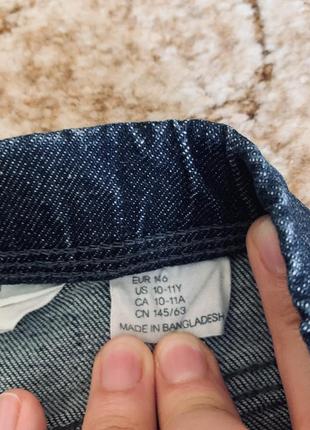 EUR 146
US 10-11Y
CA 10-11A
CN 145/63
MADE IN BANGLADESH